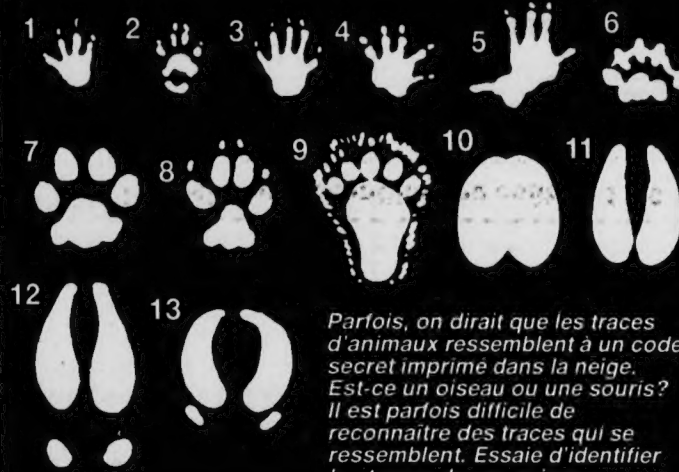 1 2 3 4 5 6
7 8 9 10 11
12 13
Parfois, on dirait que les traces
d'animaux ressemblent à un code
secret imprimé dans la neige.
Est-ce un oiseau ou une souris?
Il est parfois difficile de
reconnaître des traces qui se
ressemblent. Essaie d'identifier